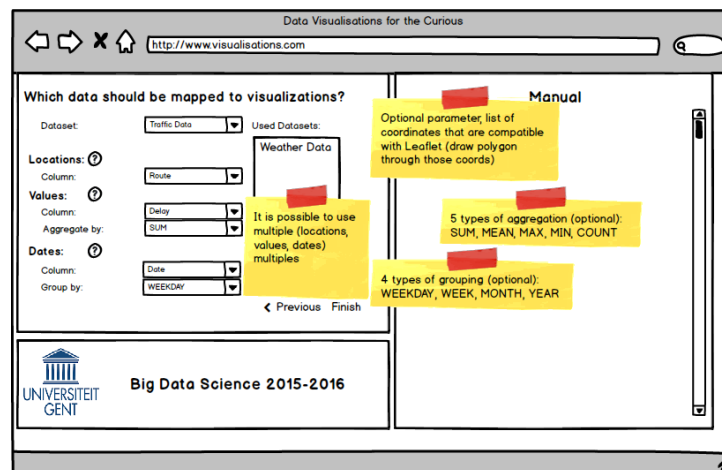 Data Visualisations for the Curious
http://www.visualisations.com
Which data should be mapped to visualizations?
Dataset: Traffic Data Used Datasets:
Weather Data
Locations: ?
Column: Route
Values: ?
Column: Delay
Aggregate by: SUM
Dates: ?
Column: Date
Group by: WEEKDAY
It is possible to use
multiple (locations,
values, dates)
multiples
Previous Finish
Manual
Optional parameter, list of
coordinates that are compatible
with Leaflet (draw polygon
through those coords)
5 types of aggregation (optional):
SUM, MEAN, MAX, MIN, COUNT
4 types of grouping (optional):
WEEKDAY, WEEK, MONTH, YEAR
UNIVERSITEIT
GENT
Big Data Science 2015-2016